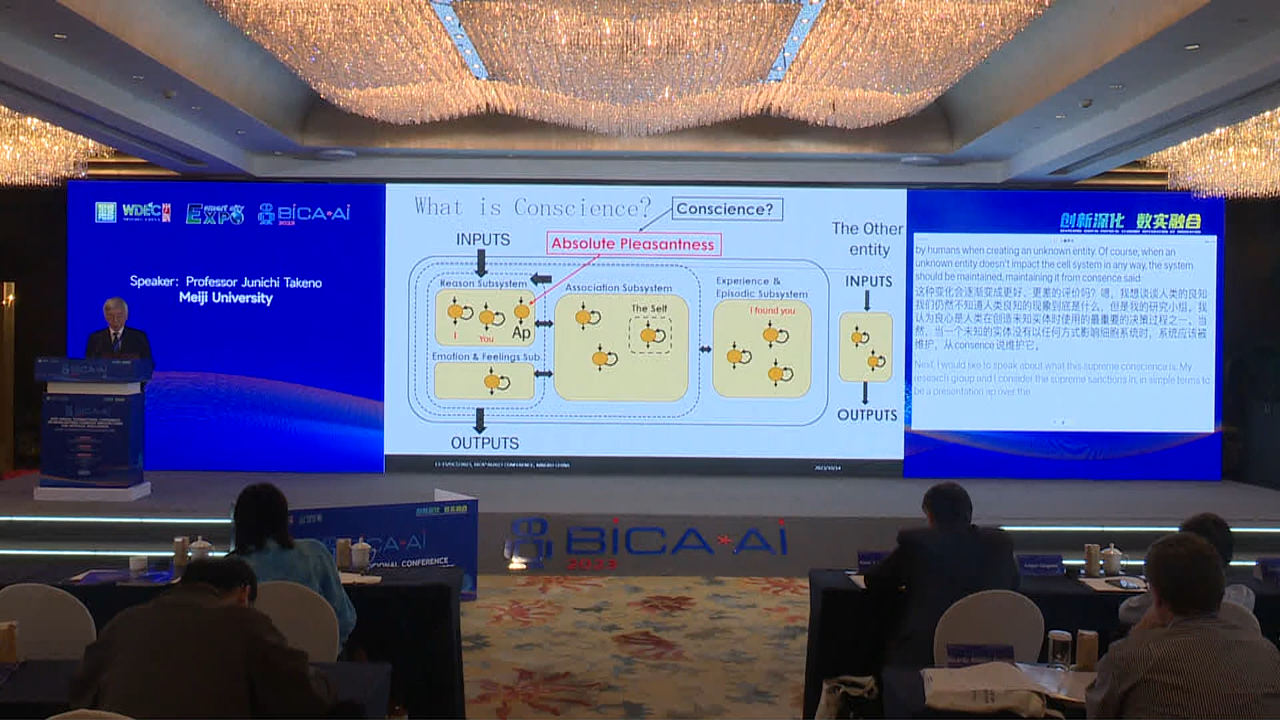 WDEC
EXPO
BICA*AI
2023
Speaker: Professor Junichi Takeno
Meiji University
What is Conscience?
Conscience?
Absolute Pleasantness
INPUTS
Reason Subsystem
I
You
Ap
Emotion & Feelings Sub.
OUTPUTS
Association Subsystem
The Self
Experience &
Episodic Subsystem
I found you
The Other
entity
INPUTS
OUTPUTS
2023/10/14
创新深化 数实融合
by humans when creating an unknown entity. Of course, when an
unknown entity doesn't impact the cell system in any way, the system
should be maintained, maintaining it from consence said.
这种变化会逐渐变成更好、更差的评价吗？嗯，我想谈谈人类的良知
我们仍然不知道人类良知的现象到底是什么，但是我的研究小组，我
认为良心是人类在创造未知实体时使用的最重要的决策过程之一。当
然，当一个未知的实体没有以任何方式影响细胞系统时，系统应该被
维护，从consence说维护它。
Next, I would like to speak about what this supreme conscience is. My
research group and I consider the supreme sanctions in, in simple terms to
be a presentation ap over the
BICA*AI
2023
BICA*AI
2023